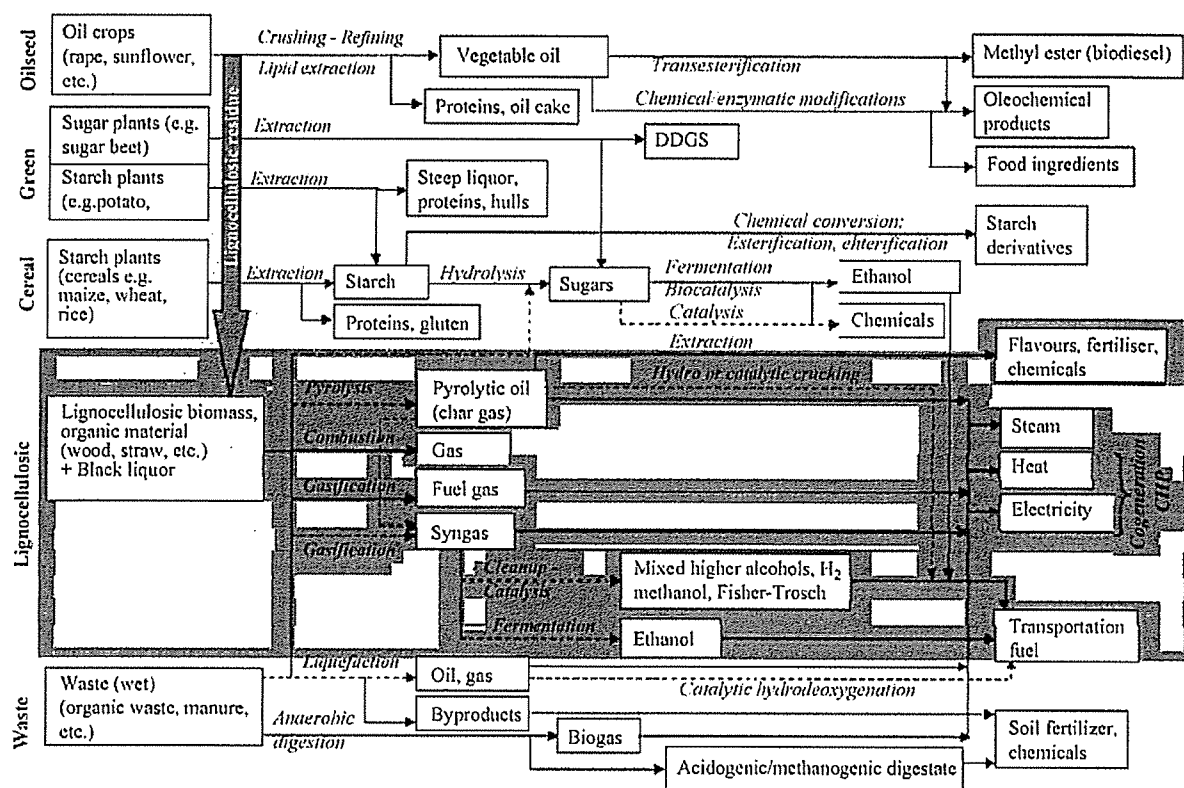 Oilseed
Oil crops
(rape, sunflower,
etc.)
Crushing - Refining
Lipid extraction
Vegetable oil
Transesterification
Methyl ester (biodiesel)
Proteins, oil cake
Chemical/enzymatic modifications
Oleochemical
products
Food ingredients
Green
Sugar plants (e.g.
sugar beet)
Extraction
DDGS
Starch plants
(e.g.potato,
Extraction
Steep liquor,
proteins, hulls
Lignocellulosic residue
Chemical conversion:
Esterification, ehterification
Starch
derivatives
Cereal
Starch plants
(cereals e.g.
maize, wheat,
rice)
Extraction
Starch
Hydrolysis
Sugars
Fermentation
Biocatalysis
Catalysis
Ethanol
Chemicals
Proteins, gluten
Extraction
Flavours, fertiliser,
chemicals
Lignocellulosic
Lignocellulosic biomass,
organic material
(wood, straw, etc.)
+ Black liquor
Pyrolysis
Pyrolytic oil
(char gas)
Hydro or catalytic cracking
Combustion
Gas
Gasification
Fuel gas
Gasification
Syngas
Steam
Heat
Electricity
Cogeneration
CHP
Cleanup -
Catalysis
Mixed higher alcohols, H2
methanol, Fisher-Trosch
Fermentation
Ethanol
Transportation
fuel
Waste
Waste (wet)
(organic waste, manure,
etc.)
Liquefaction
Oil, gas
Catalytic hydrodeoxygenation
Byproducts
Anaerobic
digestion
Biogas
Acidogenic/methanogenic digestate
Soil fertilizer,
chemicals